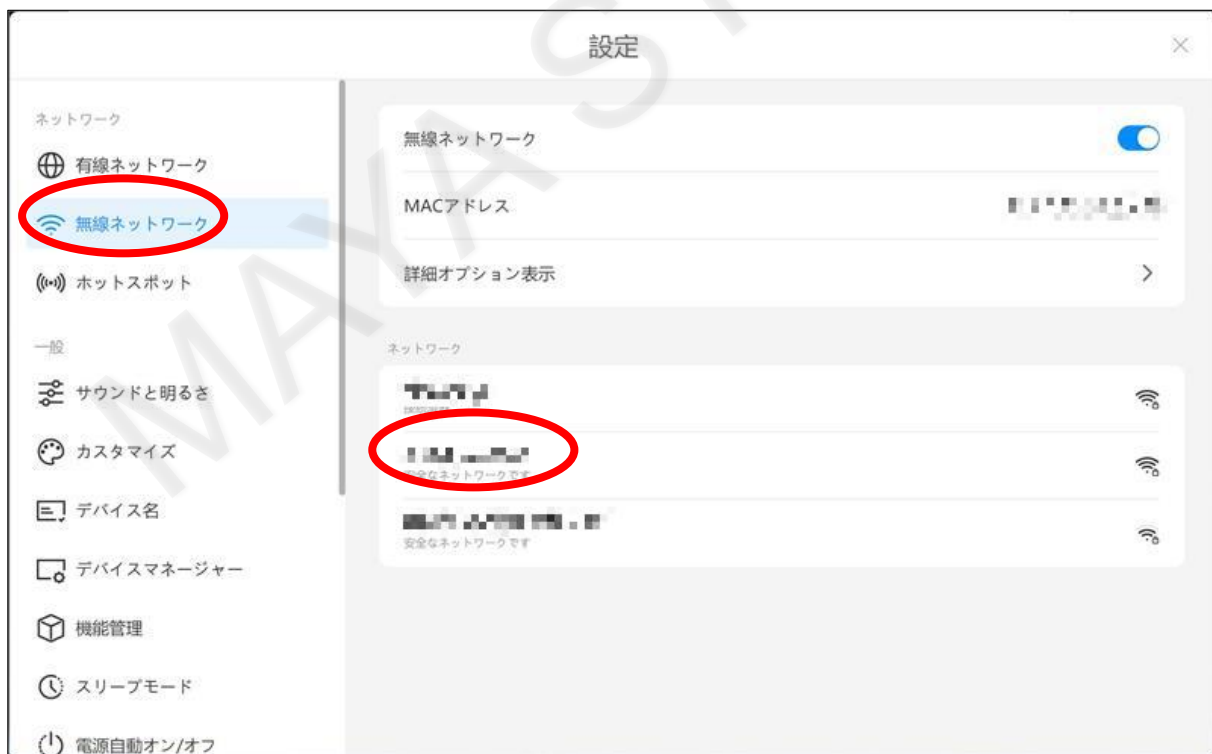 設定
ネットワーク
有線ネットワーク
無線ネットワーク
ホットスポット
一般
サウンドと明るさ
カスタマイズ
デバイス名
デバイスマネージャー
機能管理
スリープモード
電源自動オン/オフ
無線ネットワーク
MACアドレス
詳細オプション表示
ネットワーク
安全なネットワークです
安全なネットワークです
MAYA ST